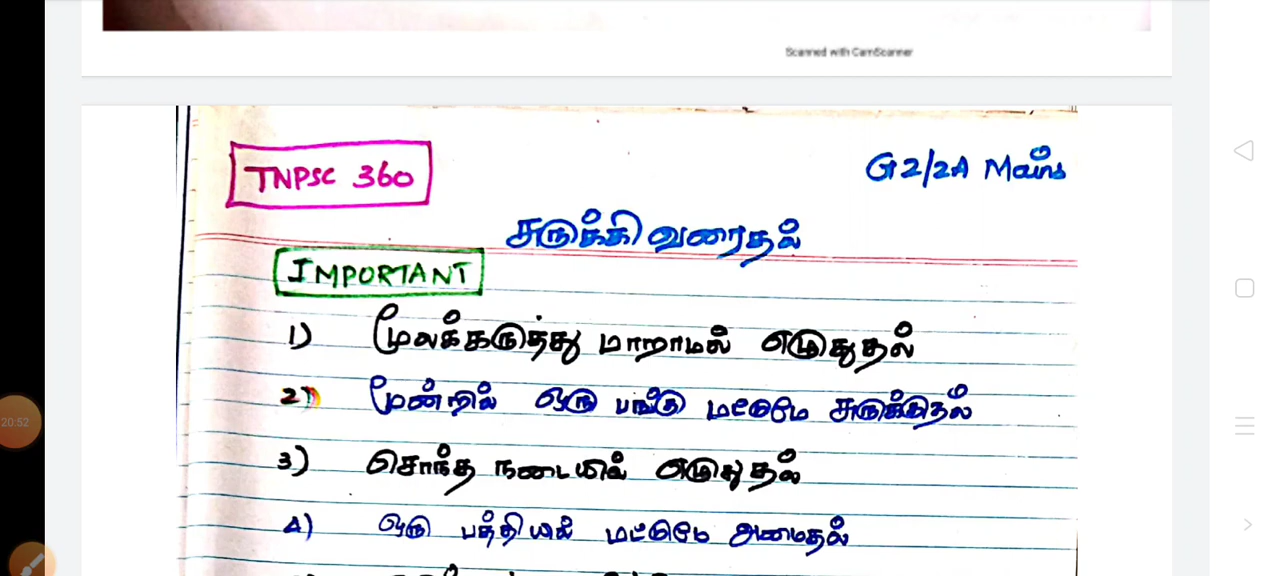 Scanned with CamScanner
TNPSC 360
G2/2A Mains
சுருக்கி வரைதல்
IMPORTANT
1) மூலக்கருத்து மாறாமல் எழுதுதல்
2) மூன்றில் ஒரு பங்கு மட்டுமே சுருக்குதல்
20:52
3) சொந்த நடையில் எழுதுதல்
4) ஒரு பத்தியில் மட்டுமே அமைதல்